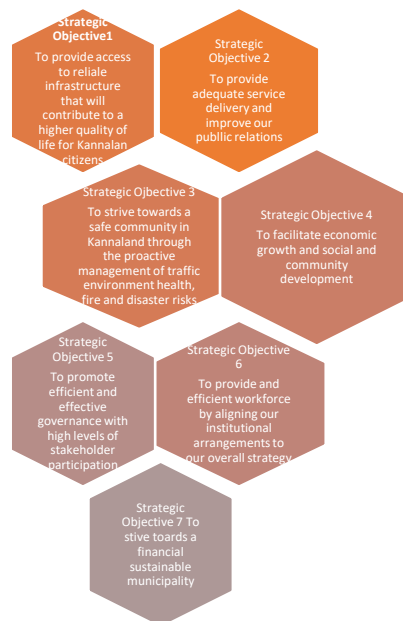 Strategic
Objective1
To provide access
to reliale
infrastructure
that will
contribute to a
higher quality of
life for Kannalan
citizens
Strategic
Objective 2
To provide
adequate service
delivery and
improve our
publlic relations
Strategic Ojbective 3
To strive towards a
safe community in
Kannaland through
the proactive
management of traffic
environment health,
fire and disaster risks
Strategic Objective 4
To facilitate economic
growth and social and
community
development
Strategic
Objective 5
To promote
efficient and
effective
governance with
high levels of
stakeholder
participation
Strategic Objective
6
To provide and
efficient workforce
by aligning our
institutional
arrangements to
our overall strategy
Strategic
Objective 7 To
stive toards a
financial
sustainable
municipality